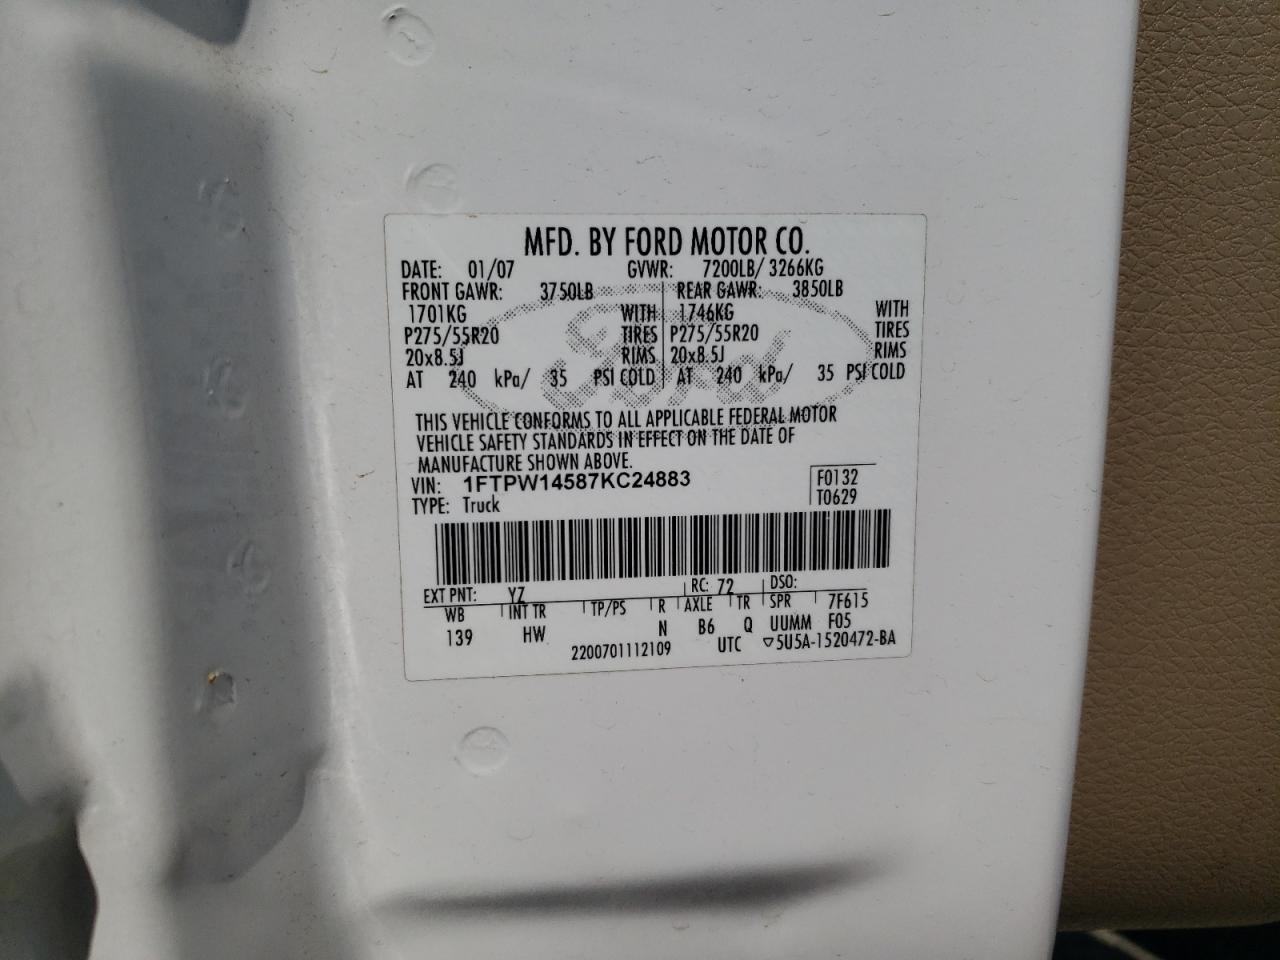 MFD. BY FORD MOTOR CO.
DATE: 01/07 GVWR: 7200LB/ 3266KG
FRONT GAWR: 3750LB REAR GAWR: 3850LB
1701KG WITH 1746KG WITH
P275/55R20 TIRES P275/55R20 TIRES
20x8.5J RIMS 20x8.5J RIMS
AT 240 kPa/ 35 PSI COLD AT 240 kPa/ 35 PSI COLD
Ford
THIS VEHICLE CONFORMS TO ALL APPLICABLE FEDERAL MOTOR
VEHICLE SAFETY STANDARDS IN EFFECT ON THE DATE OF
MANUFACTURE SHOWN ABOVE.
VIN: 1FTPW14587KC24883 F0132
TYPE: Truck T0629
EXT PNT: YZ RC: 72 DSO:
WB INT TR TP/PS R AXLE TR SPR 7F615
139 HW N B6 Q UUMM F05
2200701112109 UTC ▽5U5A-1520472-BA